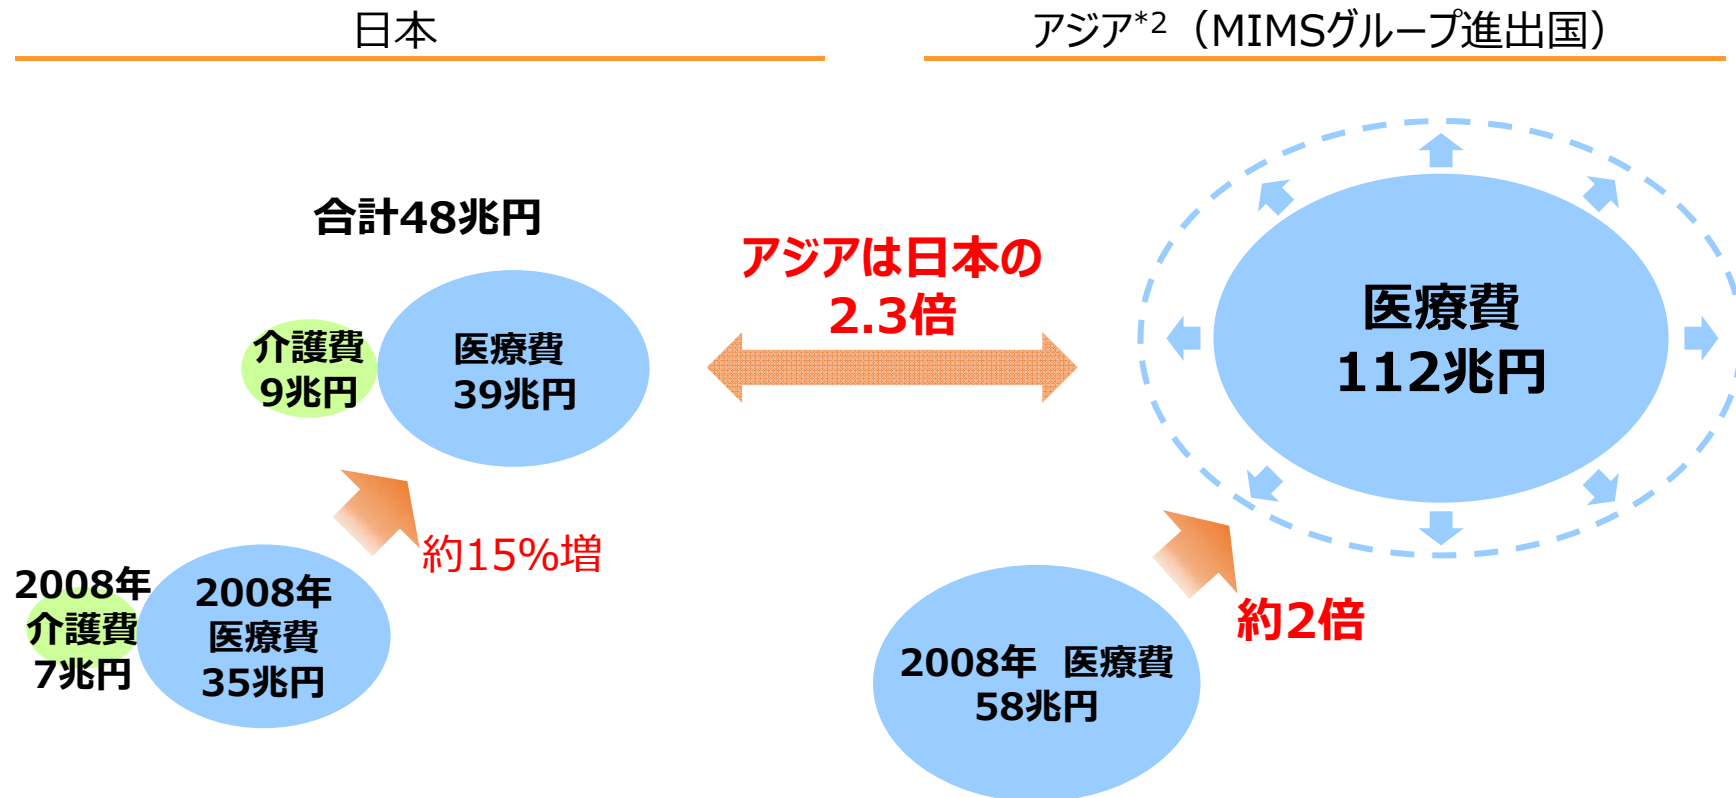 日本
アジア*2（MIMSグループ進出国）
合計48兆円
介護費
9兆円
医療費
39兆円
アジアは日本の
2.3倍
医療費
112兆円
約15%増
2008年
介護費
7兆円
2008年
医療費
35兆円
約2倍
2008年 医療費
58兆円